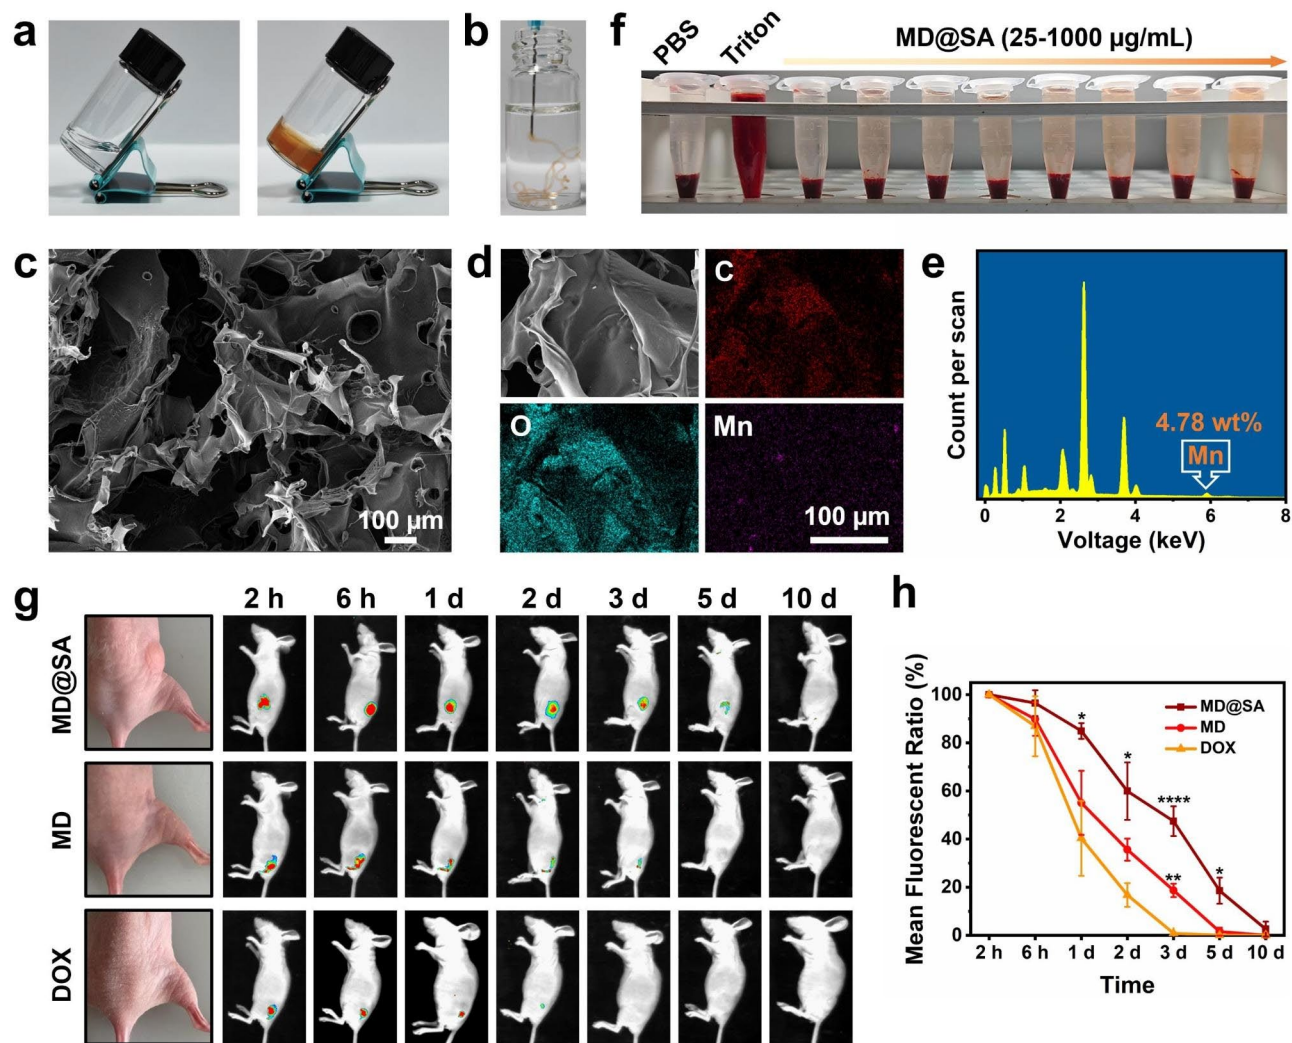 a
b
f
PBS
Triton
MD@SA (25-1000 µg/mL)
c
100 µm
d
C
O
Mn
100 µm
e
Count per scan
4.78 wt%
Mn
0
2
4
6
8
Voltage (keV)
g
2 h
6 h
1 d
2 d
3 d
5 d
10 d
MD@SA
MD
DOX
h
Mean Fluorescent Ratio (%)
100
80
60
40
20
0
MD@SA
MD
DOX
*
*
****
**
*
2 h
6 h
1 d
2 d
3 d
5 d
10 d
Time